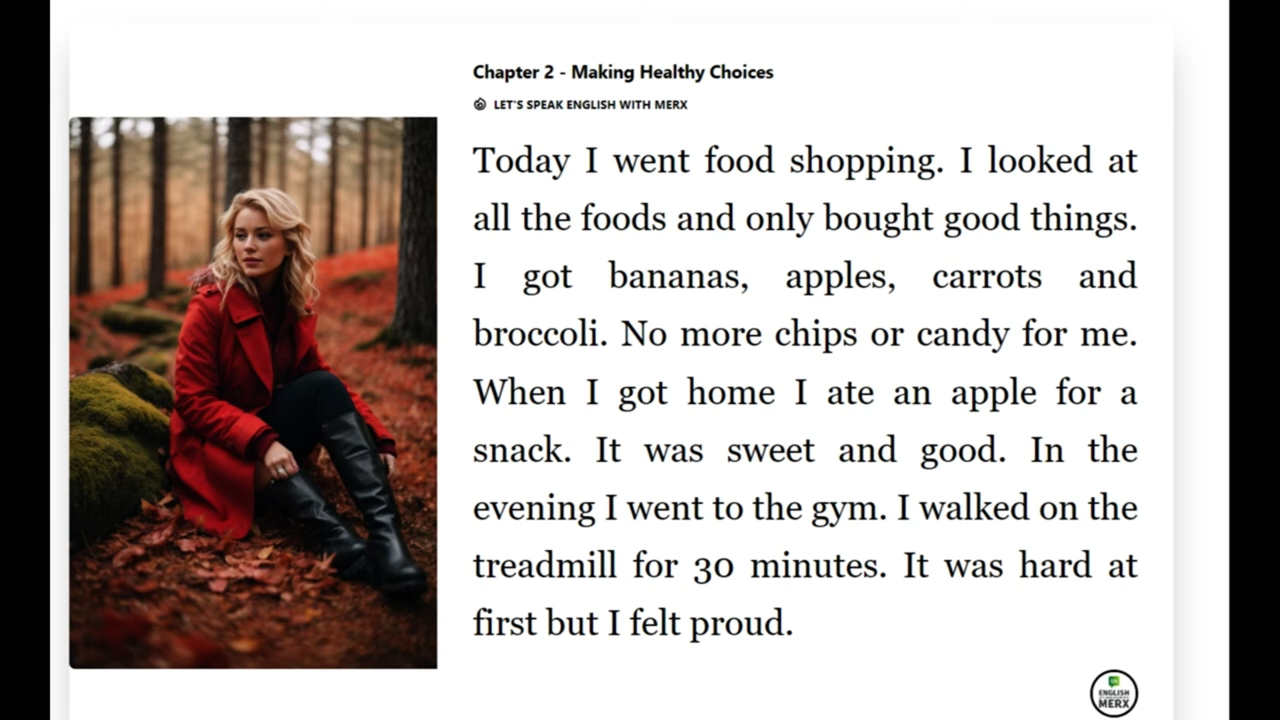 Chapter 2 - Making Healthy Choices
LET'S SPEAK ENGLISH WITH MERX
Today I went food shopping. I looked at
all the foods and only bought good things.
I got bananas, apples, carrots and
broccoli. No more chips or candy for me.
When I got home I ate an apple for a
snack. It was sweet and good. In the
evening I went to the gym. I walked on the
treadmill for 30 minutes. It was hard at
first but I felt proud.
ENGLISH
MERX